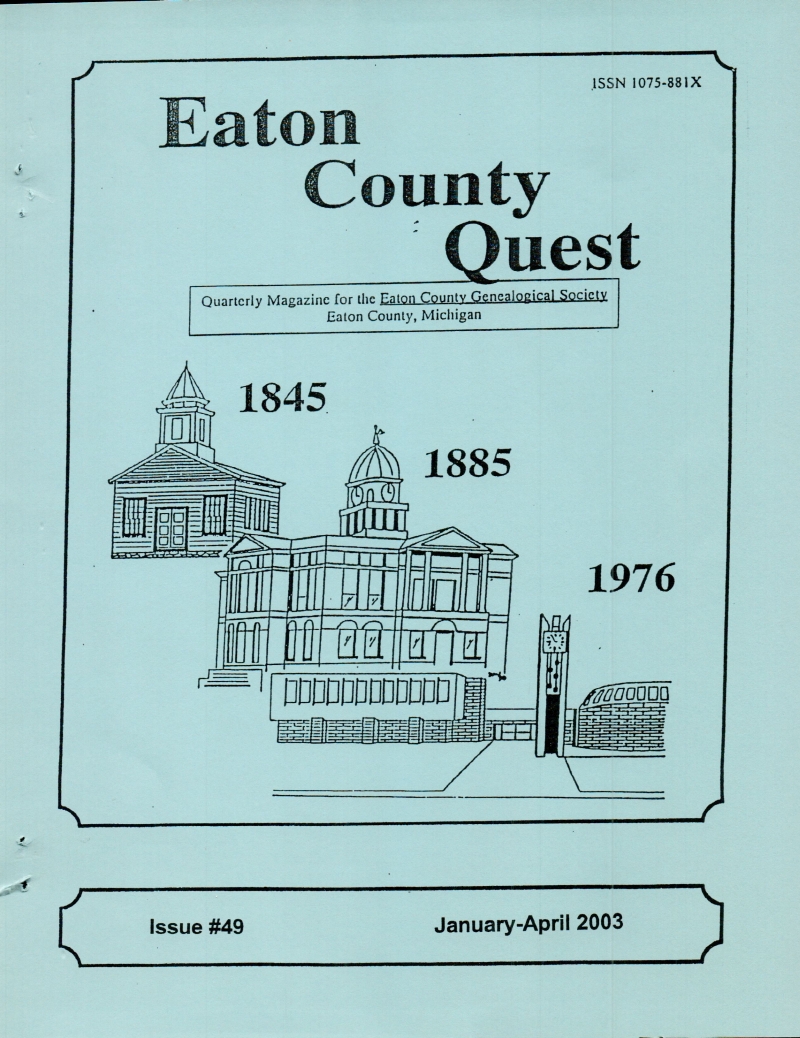 ISSN 1075-881X
Eaton
County
Quest
Quarterly Magazine for the Eaton County Genealogical Society
Eaton County, Michigan
1845
1885
1976
Issue #49
January-April 2003